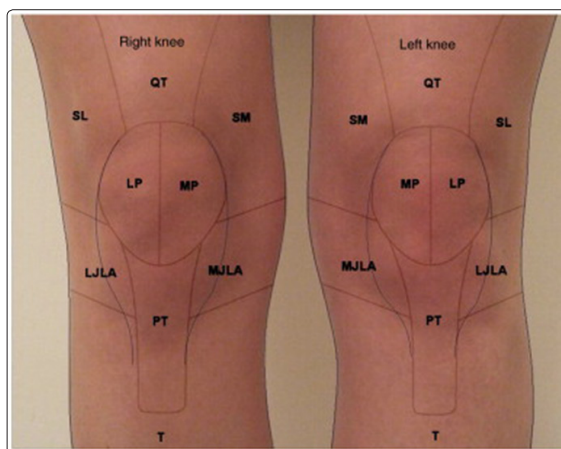 Right knee
Left knee
QT
QT
SL
SM
SM
SL
LP
MP
MP
LP
LJLA
MJLA
MJLA
LJLA
PT
PT
T
T